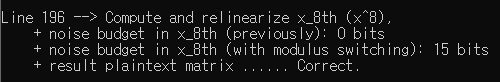 Line 196 --> Compute and relinearize x_8th (x^8),
+ noise budget in x_8th (previously): 0 bits
+ noise budget in x_8th (with modulus switching): 15 bits
+ result plaintext matrix ...... Correct.